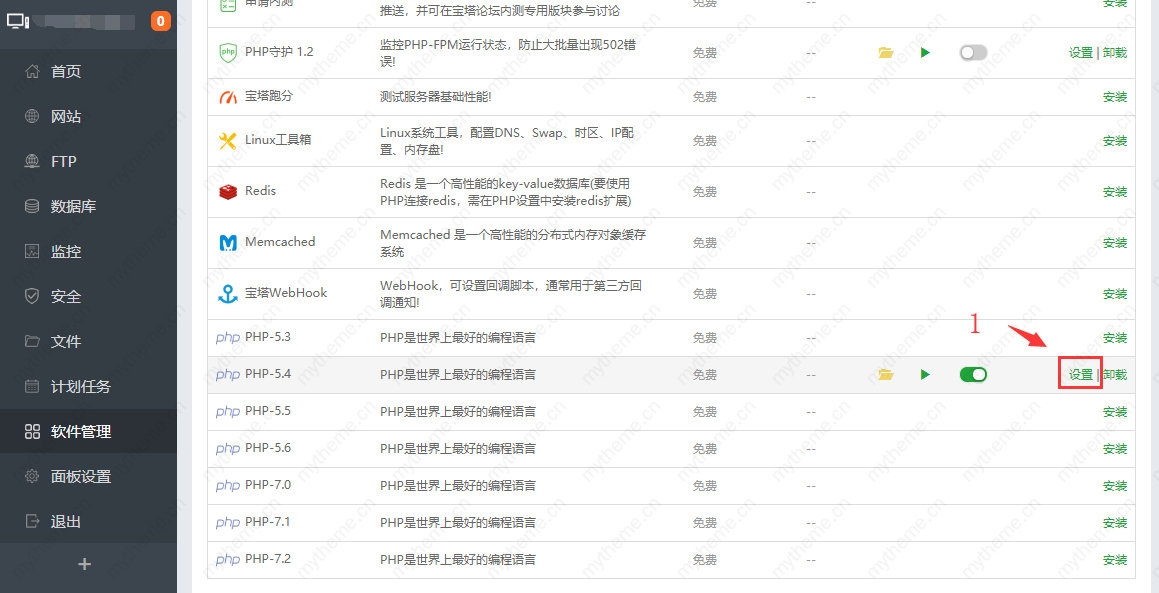 0
首页
网站
FTP
数据库
监控
安全
文件
计划任务
软件管理
面板设置
退出
+
申请内测
推送，并可在宝塔论坛内测专用版块参与讨论
免费
--
安装
php
PHP守护 1.2
监控PHP-FPM运行状态，防止大批量出现502错
误!
免费
--
设置 | 卸载
宝塔跑分
测试服务器基础性能!
免费
--
安装
Linux工具箱
Linux系统工具，配置DNS、Swap、时区、IP配
置、内存盘!
免费
--
安装
Redis
Redis 是一个高性能的key-value数据库(要使用
PHP连接redis，需在PHP设置中安装redis扩展)
免费
--
安装
Memcached
Memcached 是一个高性能的分布式内存对象缓存
系统
免费
--
安装
宝塔WebHook
WebHook，可设置回调脚本，通常用于第三方回
调通知!
免费
--
安装
php PHP-5.3
PHP是世界上最好的编程语言
免费
--
安装
1
php PHP-5.4
PHP是世界上最好的编程语言
免费
--
设置 | 卸载
php PHP-5.5
PHP是世界上最好的编程语言
免费
--
安装
php PHP-5.6
PHP是世界上最好的编程语言
免费
--
安装
php PHP-7.0
PHP是世界上最好的编程语言
免费
--
安装
php PHP-7.1
PHP是世界上最好的编程语言
免费
--
安装
php PHP-7.2
PHP是世界上最好的编程语言
免费
--
安装
mytheme.cn